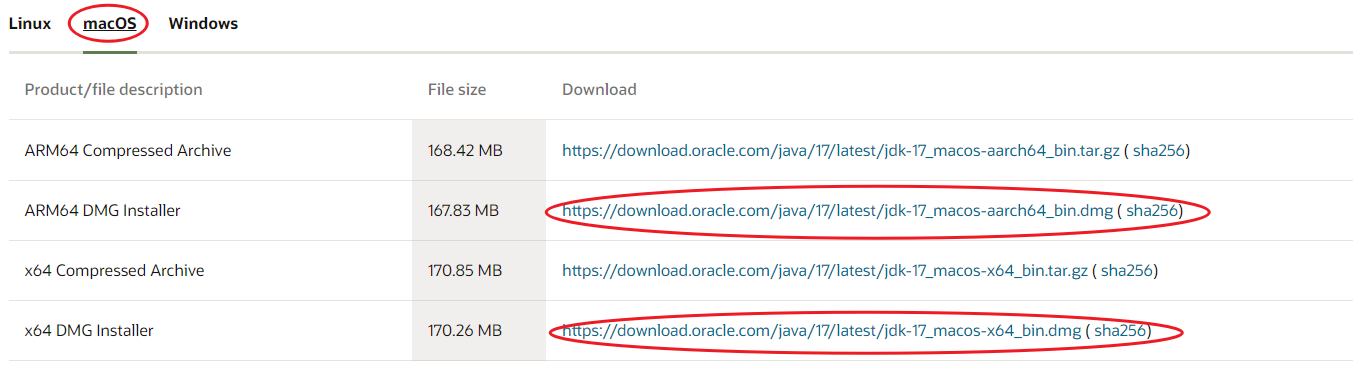 Linux macOS Windows
Product/file description File size Download
ARM64 Compressed Archive 168.42 MB https://download.oracle.com/java/17/latest/jdk-17_macos-aarch64_bin.tar.gz ( sha256)
ARM64 DMG Installer 167.83 MB https://download.oracle.com/java/17/latest/jdk-17_macos-aarch64_bin.dmg ( sha256)
x64 Compressed Archive 170.85 MB https://download.oracle.com/java/17/latest/jdk-17_macos-x64_bin.tar.gz ( sha256)
x64 DMG Installer 170.26 MB https://download.oracle.com/java/17/latest/jdk-17_macos-x64_bin.dmg ( sha256)